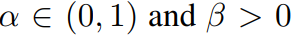 α ∈ (0, 1) and β > 0